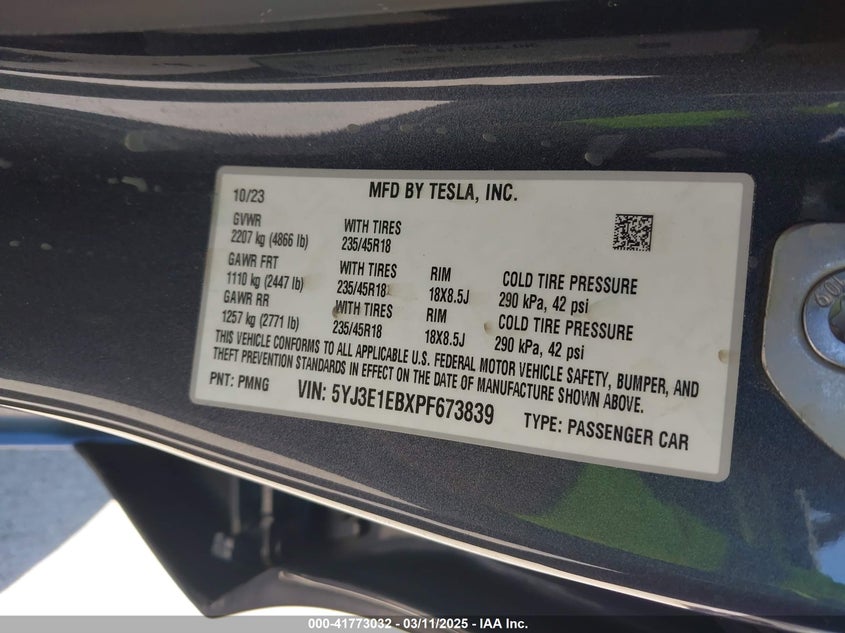 MFD BY TESLA, INC.
10/23
GVWR
2207 kg (4866 lb)
WITH TIRES
235/45R18
GAWR FRT
1110 kg (2447 lb)
WITH TIRES
235/45R18
RIM
18X8.5J
COLD TIRE PRESSURE
290 kPa, 42 psi
GAWR RR
1257 kg (2771 lb)
WITH TIRES
235/45R18
RIM
18X8.5J
COLD TIRE PRESSURE
290 kPa, 42 psi
THIS VEHICLE CONFORMS TO ALL APPLICABLE U.S. FEDERAL MOTOR VEHICLE SAFETY, BUMPER, AND
THEFT PREVENTION STANDARDS IN EFFECT ON THE DATE OF MANUFACTURE SHOWN ABOVE.
PNT: PMNG
VIN: 5YJ3E1EBXPF673839
TYPE: PASSENGER CAR
000-41773032 - 03/11/2025 - IAA Inc.